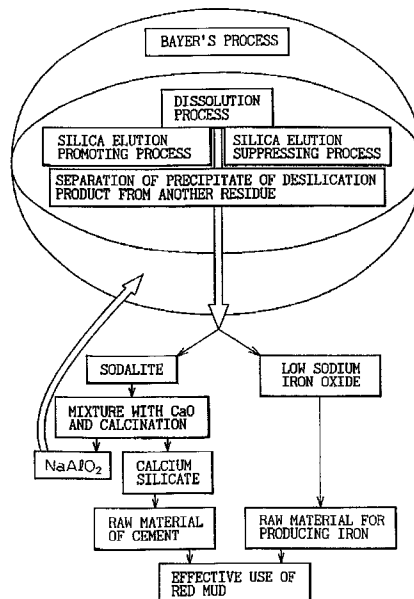 BAYER'S PROCESS
DISSOLUTION
PROCESS
SILICA ELUTION
PROMOTING PROCESS
SILICA ELUTION
SUPPRESSING PROCESS
SEPARATION OF PRECIPITATE OF DESILICATION
PRODUCT FROM ANOTHER RESIDUE
SODALITE
LOW SODIUM
IRON OXIDE
MIXTURE WITH CaO
AND CALCINATION
NaAlO₂
CALCIUM
SILICATE
RAW MATERIAL
OF CEMENT
RAW MATERIAL FOR
PRODUCING IRON
EFFECTIVE USE OF
RED MUD